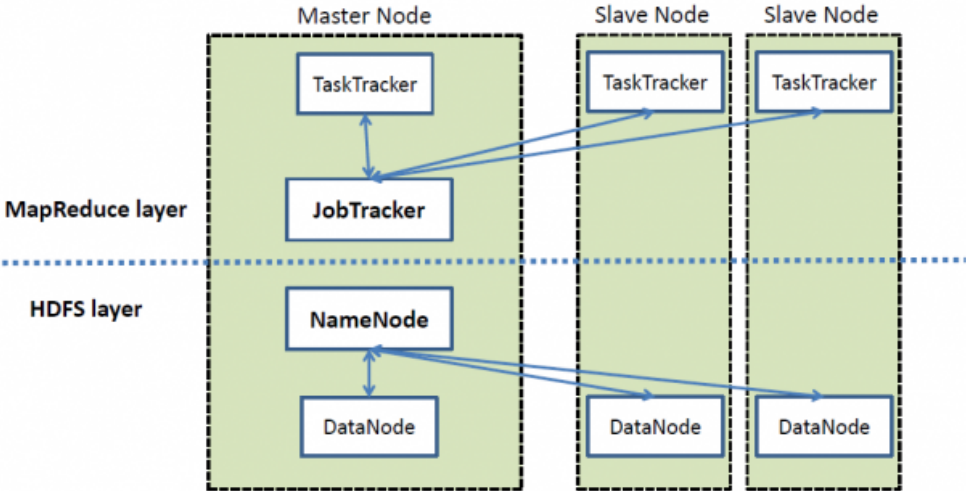 Master Node
Slave Node
Slave Node
TaskTracker
TaskTracker
TaskTracker
MapReduce layer
JobTracker
HDFS layer
NameNode
DataNode
DataNode
DataNode